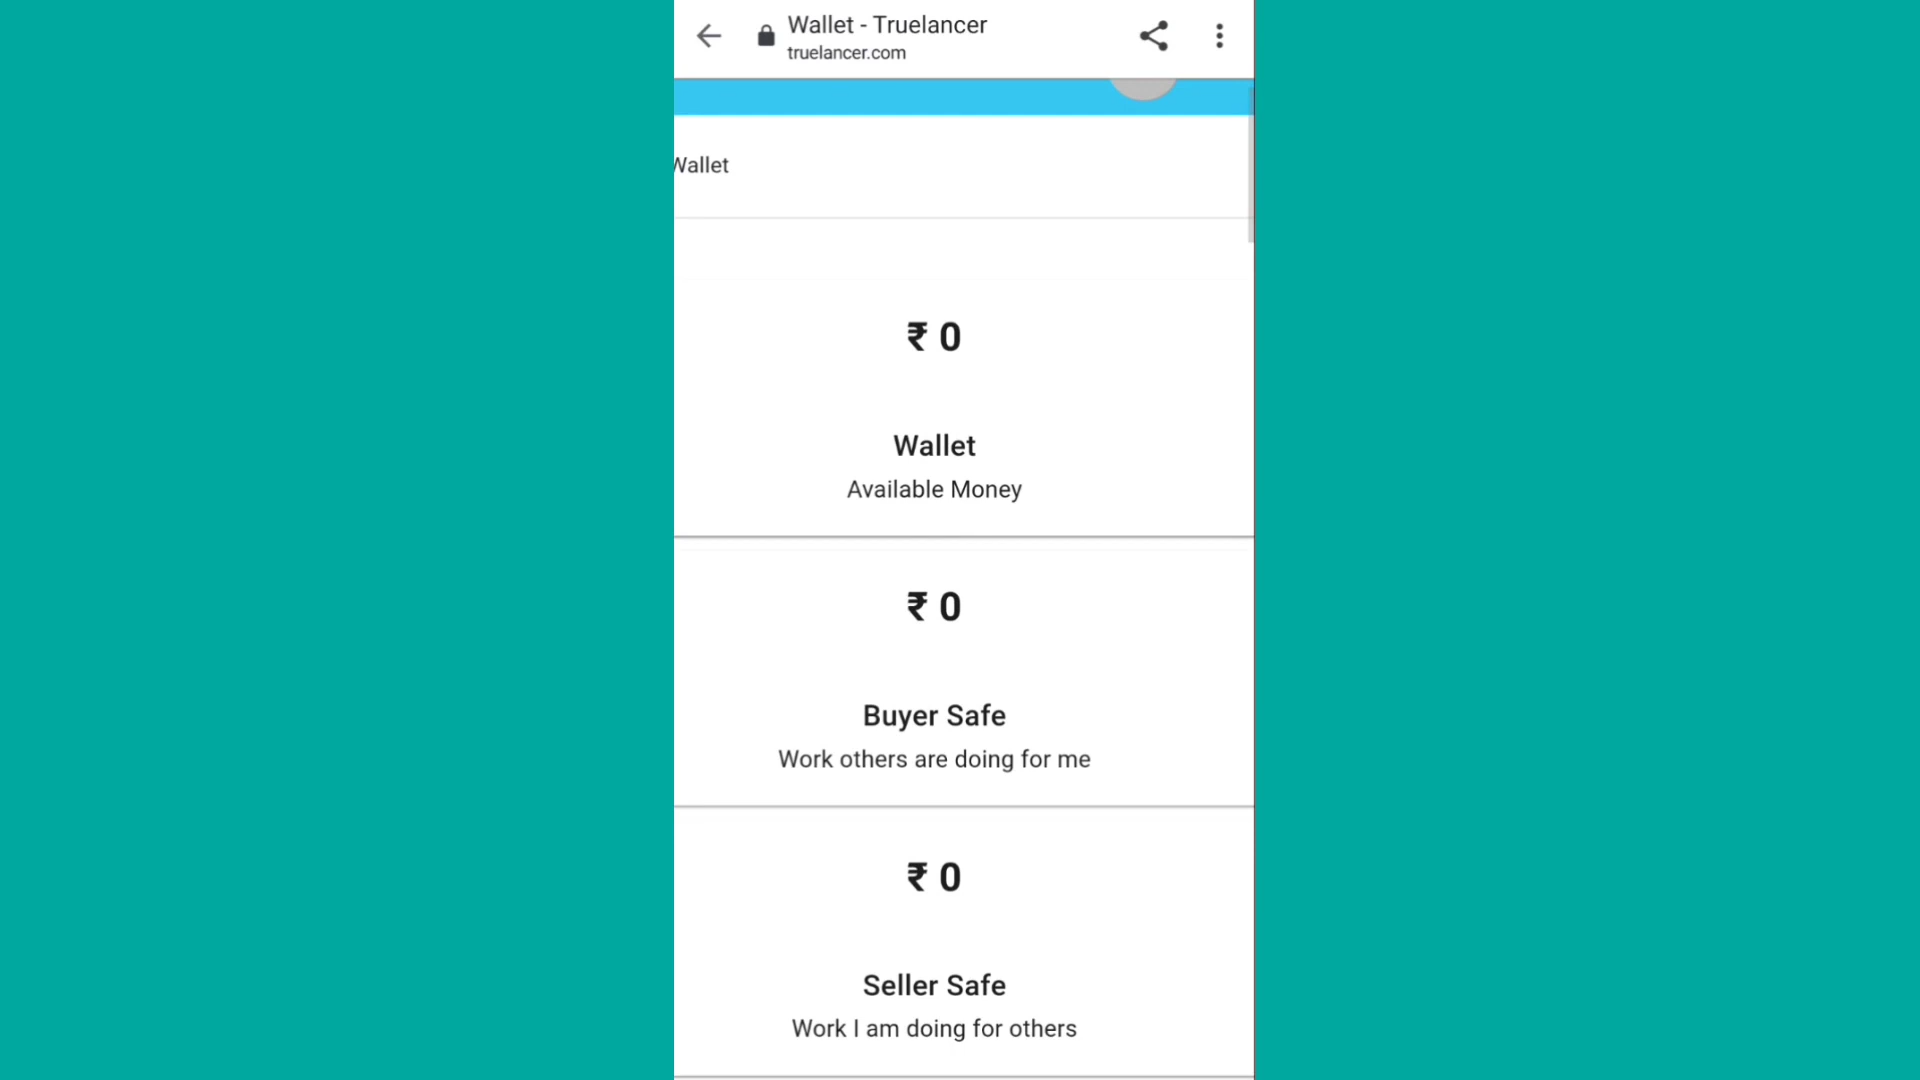 Wallet - Truelancer
truelancer.com
Wallet
₹ 0
Wallet
Available Money
₹ 0
Buyer Safe
Work others are doing for me
₹ 0
Seller Safe
Work I am doing for others